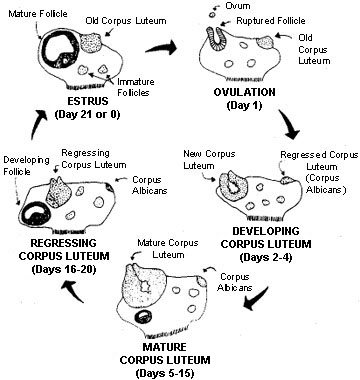 Mature Follicle
Old Corpus Luteum
Immature
Follicles
ESTRUS
(Day 21 or 0)
Ovum
Ruptured Follicle
Old
Corpus
Luteum
OVULATION
(Day 1)
New Corpus
Luteum
Regressed Corpus
Luteum
(Corpus
Albicans)
DEVELOPING
CORPUS LUTEUM
(Days 2-4)
Mature Corpus
Luteum
Corpus
Albicans
MATURE
CORPUS LUTEUM
(Days 5-15)
Regressing
Corpus Luteum
Developing
Follicle
Corpus
Albicans
REGRESSING
CORPUS LUTEUM
(Days 16-20)